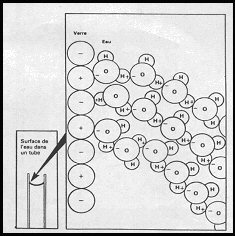 Verre
Eau
−
+
−
+
−
+
−
H
H
− O H+
− O H+
H
H
− O H+
− O H+
+H O
Surface de
l'eau dans
un tube